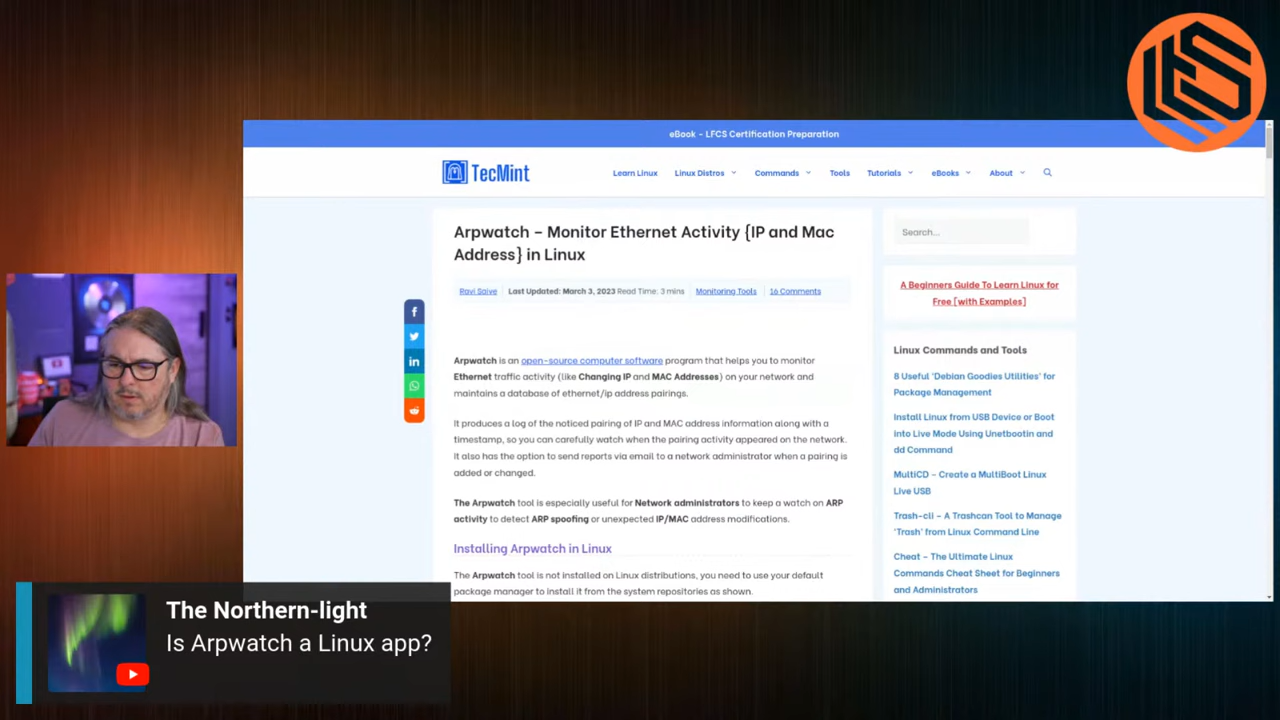 eBook - LFCS Certification Preparation
TecMint
Learn Linux Linux Distros Commands Tools Tutorials eBooks About
Arpwatch – Monitor Ethernet Activity {IP and Mac
Address} in Linux
Ravi Saive Last Updated: March 3, 2023 Read Time: 3 mins Monitoring Tools 16 Comments
Arpwatch is an open-source computer software program that helps you to monitor
Ethernet traffic activity (like Changing IP and MAC Addresses) on your network and
maintains a database of ethernet/ip address pairings.
It produces a log of the noticed pairing of IP and MAC address information along with a
timestamp, so you can carefully watch when the pairing activity appeared on the network.
It also has the option to send reports via email to a network administrator when a pairing is
added or changed.
The Arpwatch tool is especially useful for Network administrators to keep a watch on ARP
activity to detect ARP spoofing or unexpected IP/MAC address modifications.
Installing Arpwatch in Linux
The Arpwatch tool is not installed on Linux distributions, you need to use your default
package manager to install it from the system repositories as shown.
Search...
A Beginners Guide To Learn Linux for
Free [with Examples]
Linux Commands and Tools
8 Useful 'Debian Goodies Utilities' for
Package Management
Install Linux from USB Device or Boot
into Live Mode Using Unetbootin and
dd Command
MultiCD – Create a MultiBoot Linux
Live USB
Trash-cli – A Trashcan Tool to Manage
'Trash' from Linux Command Line
Cheat – The Ultimate Linux
Commands Cheat Sheet for Beginners
and Administrators
The Northern-light
Is Arpwatch a Linux app?